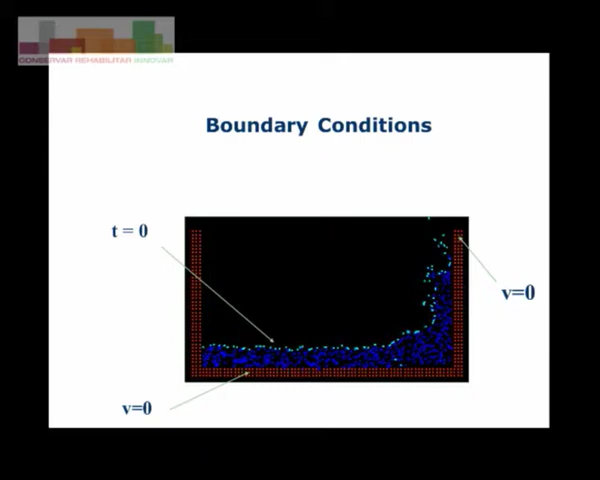 CONSERVAR REHABILITAR INNOVAR
Boundary Conditions
t = 0
v=0
v=0